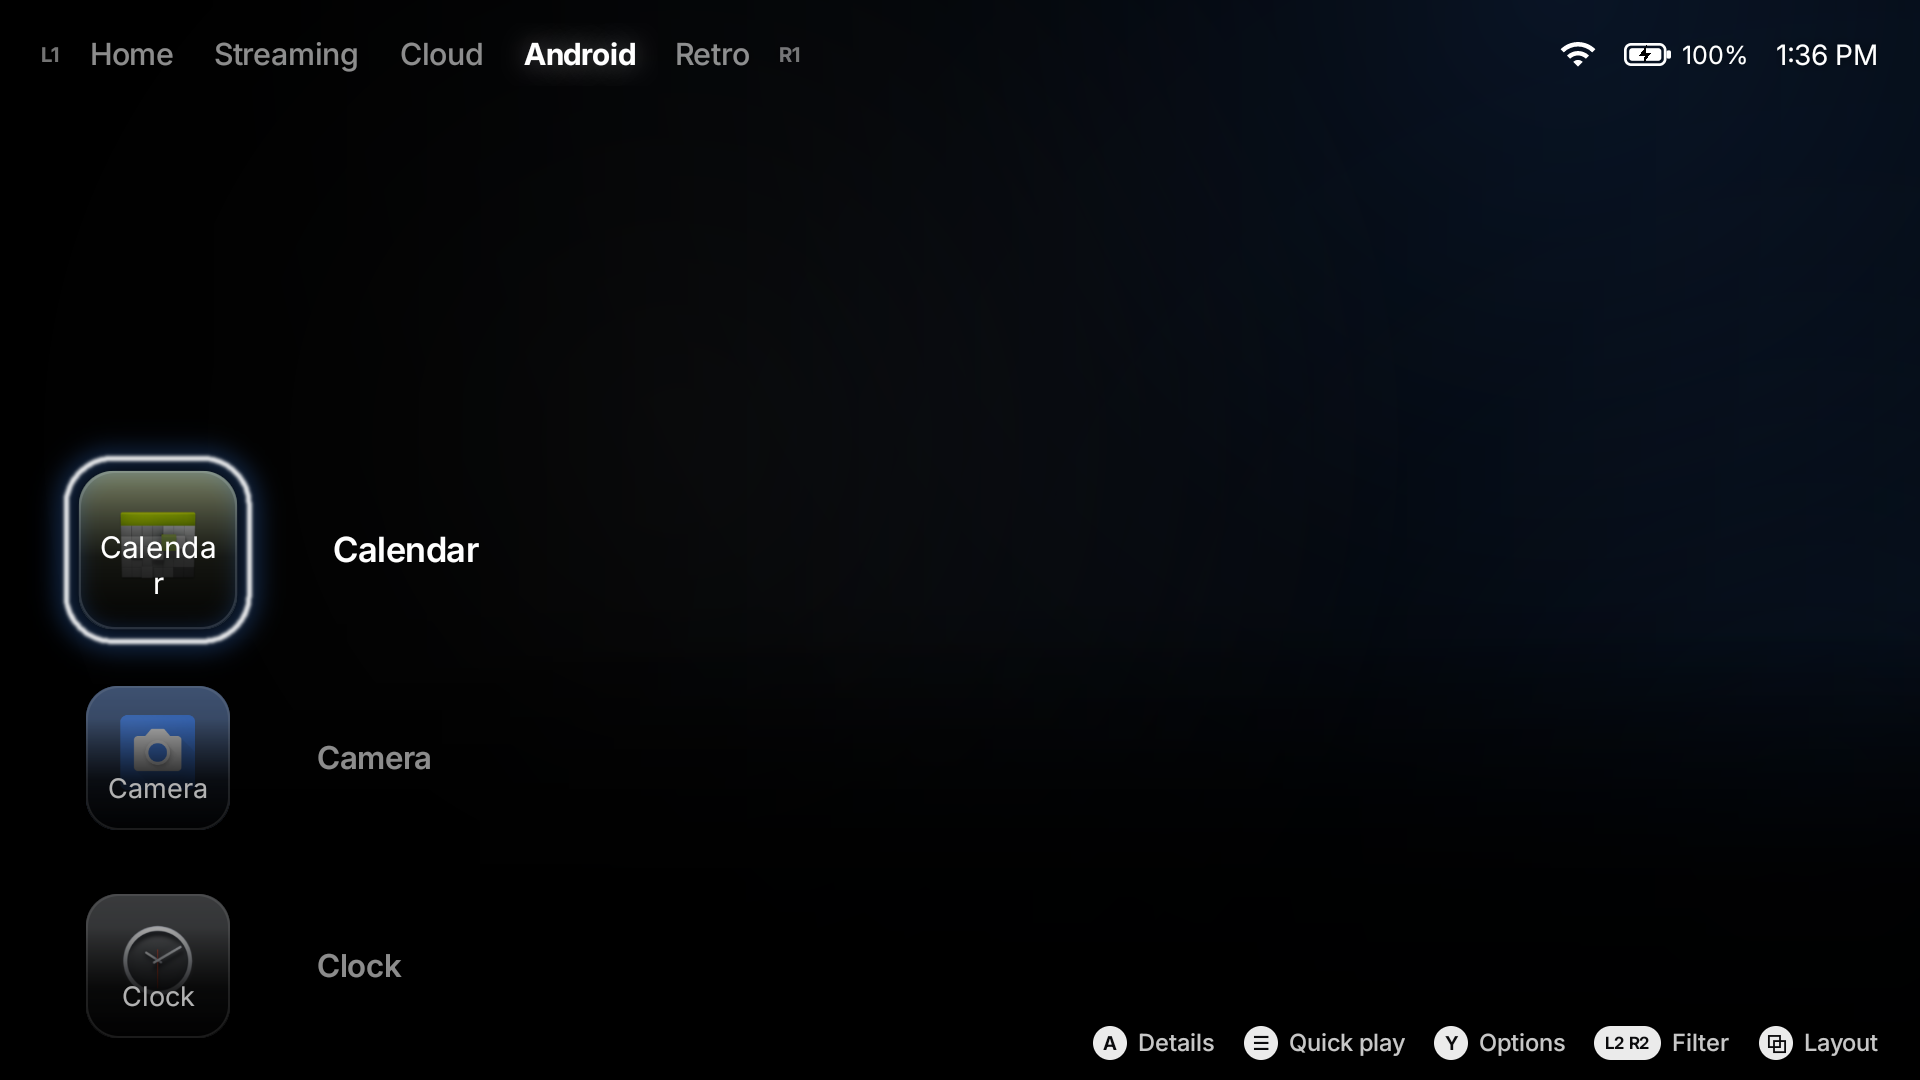 L1 Home Streaming Cloud Android Retro R1
100% 1:36 PM
Calenda
r
Calendar
Camera
Camera
Clock
Clock
A Details Quick play Y Options L2 R2 Filter Layout